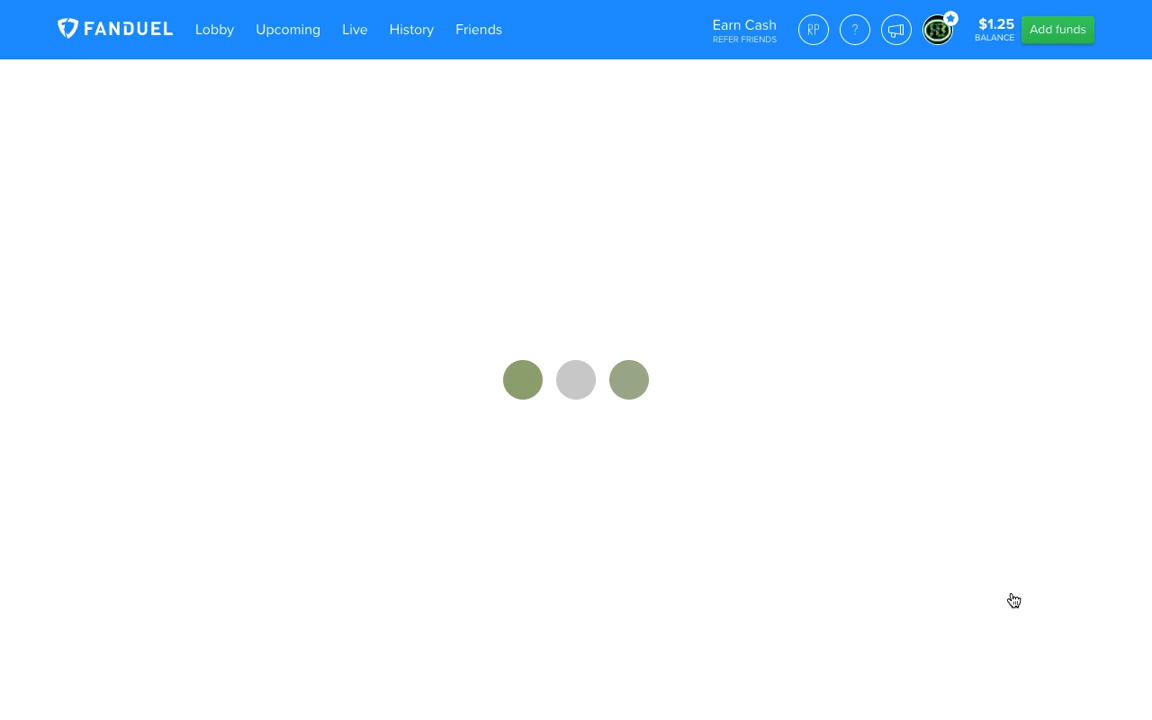 FANDUEL
Lobby
Upcoming
Live
History
Friends
Earn Cash
REFER FRIENDS
RP
?
$1.25
BALANCE
Add funds